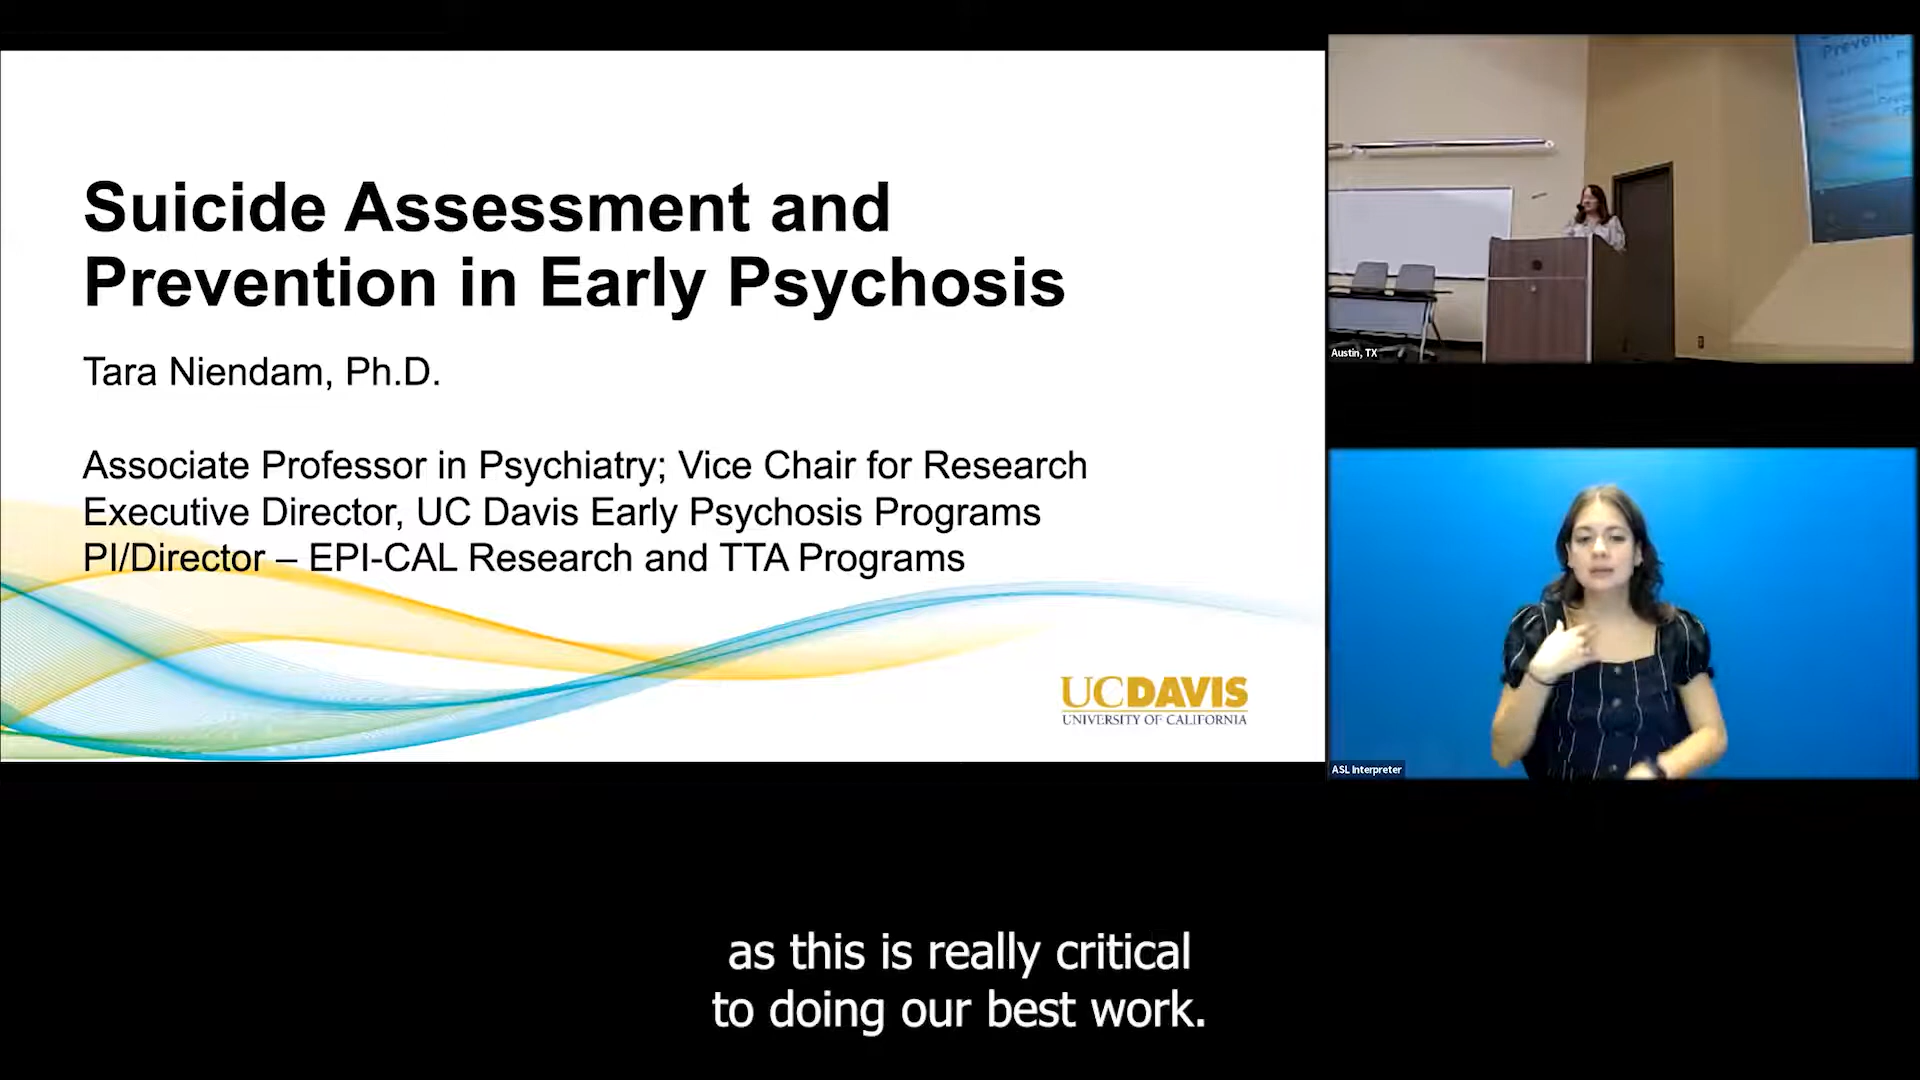 Suicide Assessment and
Prevention in Early Psychosis
Tara Niendam, Ph.D.
Associate Professor in Psychiatry; Vice Chair for Research
Executive Director, UC Davis Early Psychosis Programs
PI/Director – EPI-CAL Research and TTA Programs
UCDAVIS
UNIVERSITY OF CALIFORNIA
Prevention
Austin, TX
ASL Interpreter
as this is really critical
to doing our best work.